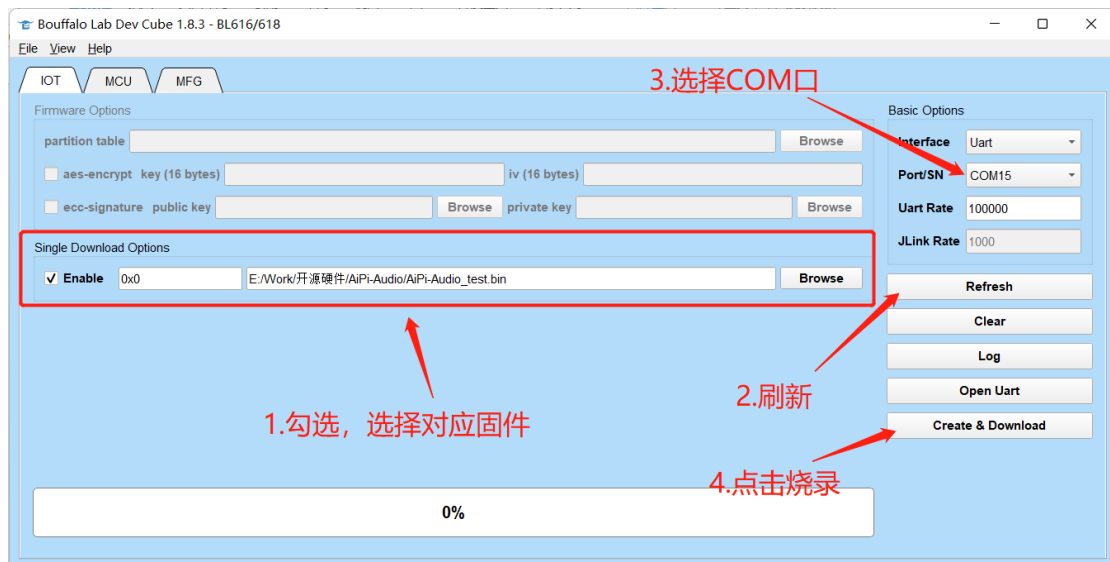 Bouffalo Lab Dev Cube 1.8.3 - BL616/618
File View Help
IOT MCU MFG
3.选择COM口
Firmware Options
partition table Browse
aes-encrypt key (16 bytes) iv (16 bytes)
ecc-signature public key Browse private key Browse
Single Download Options
Enable 0x0 E:/Work/开源硬件/AiPi-Audio/AiPi-Audio_test.bin Browse
Basic Options
Interface Uart
Port/SN COM15
Uart Rate 100000
JLink Rate 1000
Refresh
Clear
Log
Open Uart
Create & Download
1.勾选，选择对应固件
2.刷新
4.点击烧录
0%